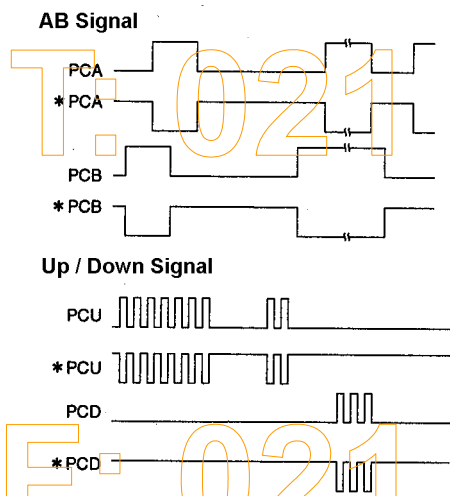 AB Signal
PCA
*PCA
T: 021
PCB
*PCB
Up / Down Signal
PCU
*PCU
PCD
*PCD
F: 021